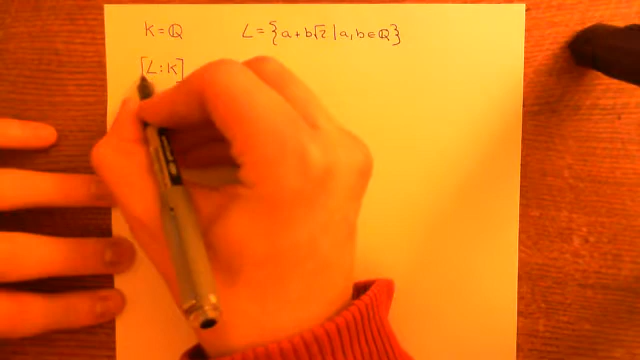 K = ℚ L = {a + b√2 | a, b ∈ ℚ}
[L : K]